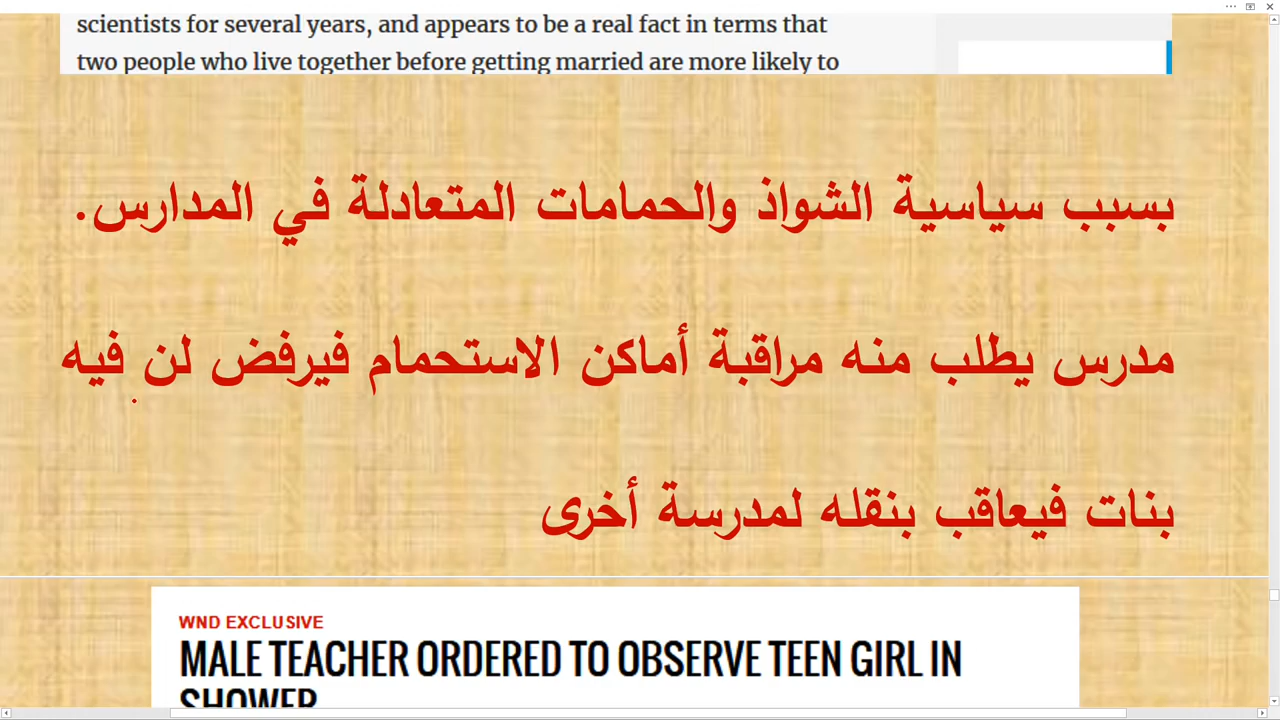 scientists for several years, and appears to be a real fact in terms that
two people who live together before getting married are more likely to
بسبب سياسية الشواذ والحمامات المتعادلة في المدارس.
مدرس يطلب منه مراقبة أماكن الاستحمام فيرفض لن فيه
بنات فيعاقب بنقله لمدرسة أخرى
WND EXCLUSIVE
MALE TEACHER ORDERED TO OBSERVE TEEN GIRL IN
SHOWER